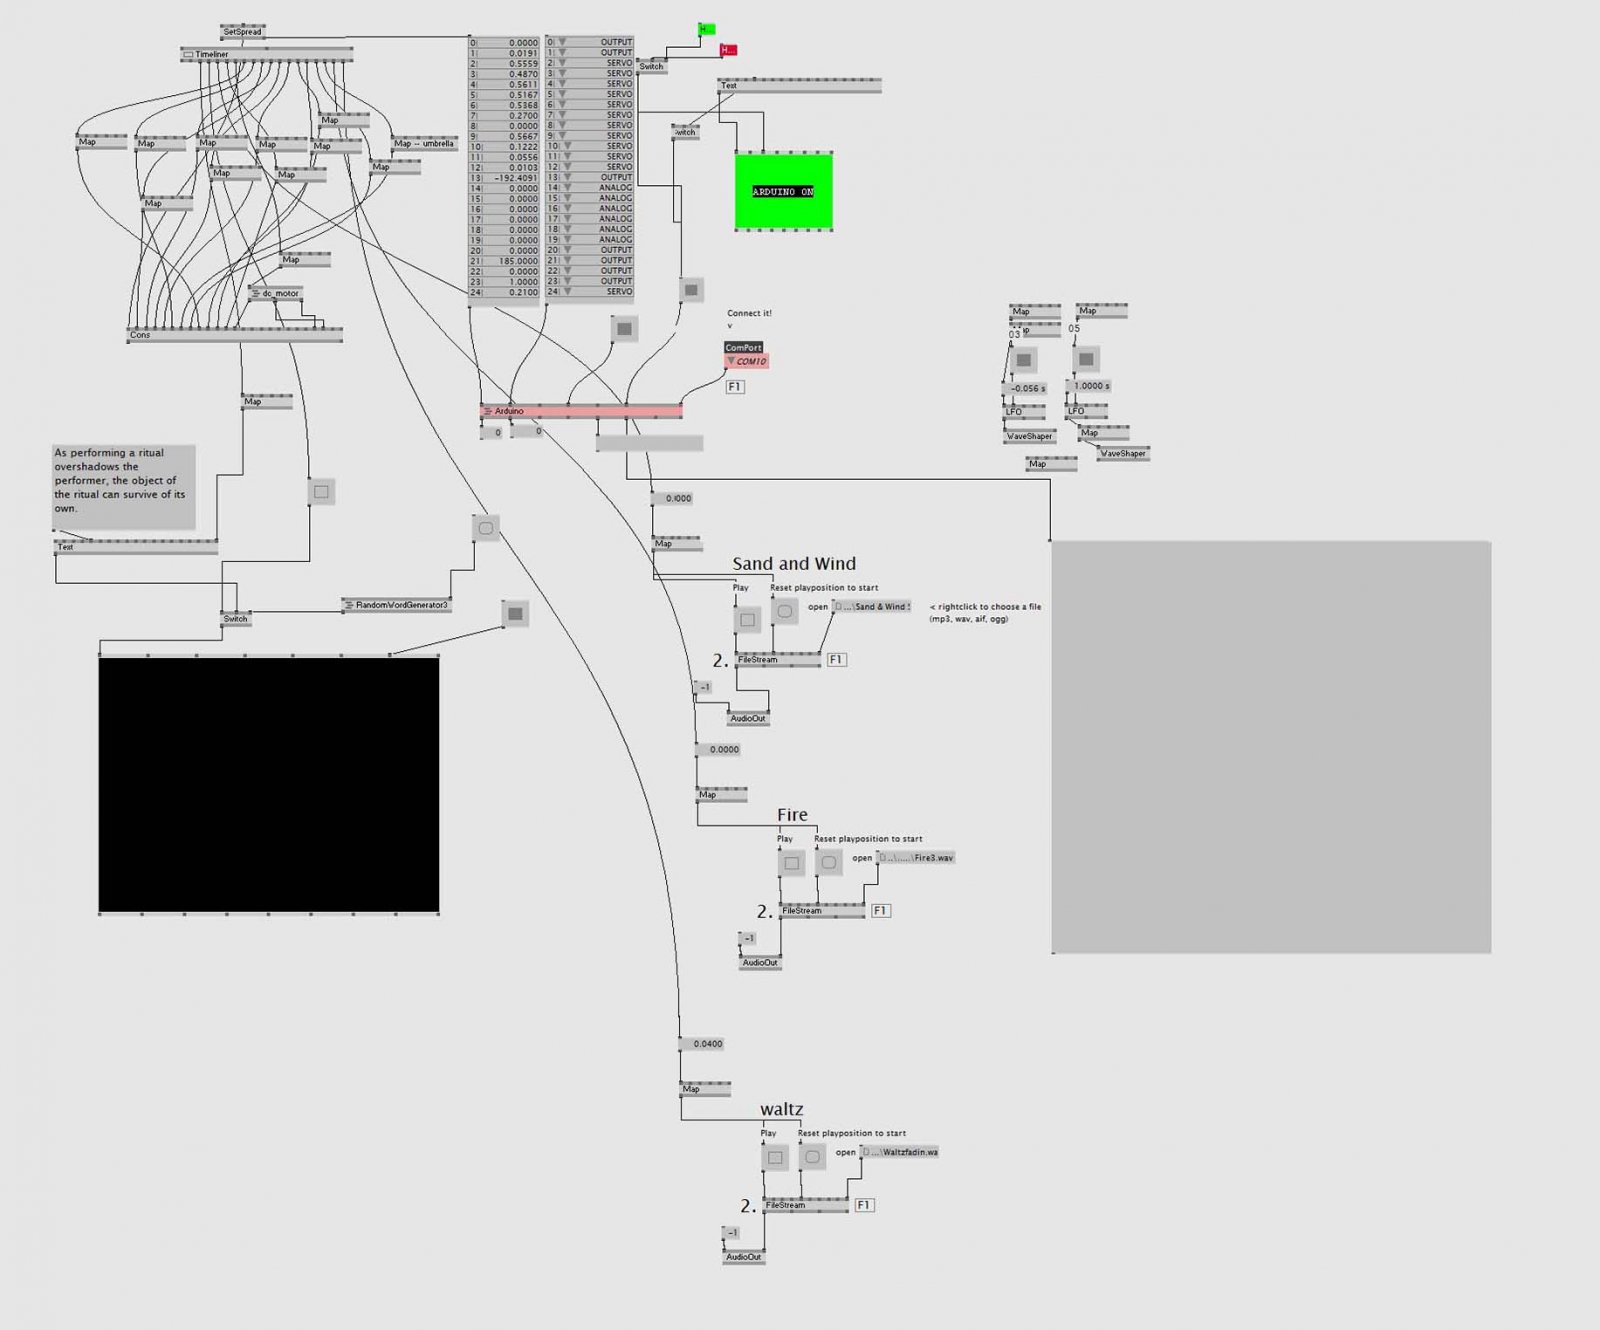 SetSpread
Timeliner
Map
Map
Map
Map
Map
Map
Map -- umbrella
Map
Map
Map
Map
Map
dc_motor
Cons
0| 0.0000
1| 0.0191
2| 0.5559
3| 0.4870
4| 0.5611
5| 0.5167
6| 0.5368
7| 0.2700
8| 0.0000
9| 0.5667
10| 0.1222
11| 0.0556
12| 0.0103
13| -192.4091
14| 0.0000
15| 0.0000
16| 0.0000
17| 0.0000
18| 0.0000
19| 0.0000
20| 0.0000
21| 185.0000
22| 0.0000
23| 1.0000
24| 0.2100
0| OUTPUT
1| OUTPUT
2| SERVO
3| SERVO
4| SERVO
5| SERVO
6| SERVO
7| SERVO
8| SERVO
9| SERVO
10| SERVO
11| SERVO
12| SERVO
13| OUTPUT
14| ANALOG
15| ANALOG
16| ANALOG
17| ANALOG
18| ANALOG
19| ANALOG
20| OUTPUT
21| OUTPUT
22| OUTPUT
23| OUTPUT
24| SERVO
H...
H...
Switch
Text
witch
ARDUINO ON
Connect it!
v
ComPort
COM10
F1
Arduino
0
0
Map
Map
03
05
-0.056 s
1.0000 s
LFO
LFO
WaveShaper
Map
WaveShaper
Map
Map
As performing a ritual
overshadows the
performer, the object of
the ritual can survive of its
own.
Text
RandomWordGenerator3
Switch
0.1000
Map
Sand and Wind
Play
Reset playposition to start
open
D...\Sand & Wind
< rightclick to choose a file
(mp3, wav, aif, ogg)
2.
FileStream
F1
-1
AudioOut
0.0000
Map
Fire
Play
Reset playposition to start
open
D...\.....\Fire3.wav
2.
FileStream
F1
-1
AudioOut
0.0400
Map
waltz
Play
Reset playposition to start
open
D...\Waltzfadin.wa
2.
FileStream
F1
-1
AudioOut